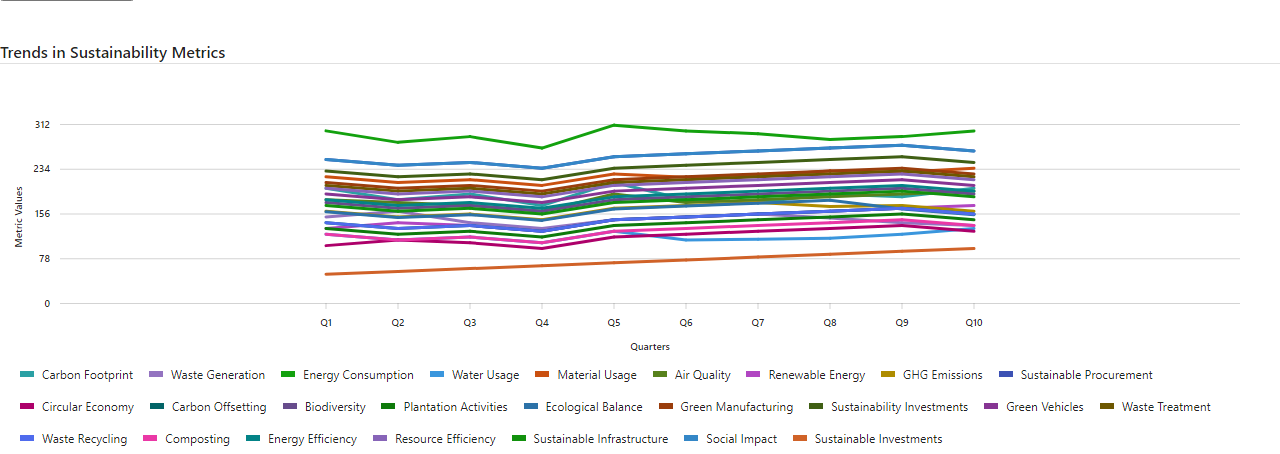 Trends in Sustainability Metrics
312
234
156
78
0
Metric Values
Q1 Q2 Q3 Q4 Q5 Q6 Q7 Q8 Q9 Q10
Quarters
Carbon Footprint Waste Generation Energy Consumption Water Usage Material Usage Air Quality Renewable Energy GHG Emissions Sustainable Procurement
Circular Economy Carbon Offsetting Biodiversity Plantation Activities Ecological Balance Green Manufacturing Sustainability Investments Green Vehicles Waste Treatment
Waste Recycling Composting Energy Efficiency Resource Efficiency Sustainable Infrastructure Social Impact Sustainable Investments